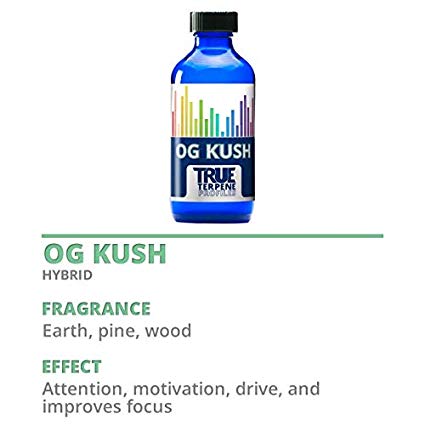 OG KUSH
TRUE
TERPENE
PROFILES
OG KUSH
HYBRID
FRAGRANCE
Earth, pine, wood
EFFECT
Attention, motivation, drive, and
improves focus